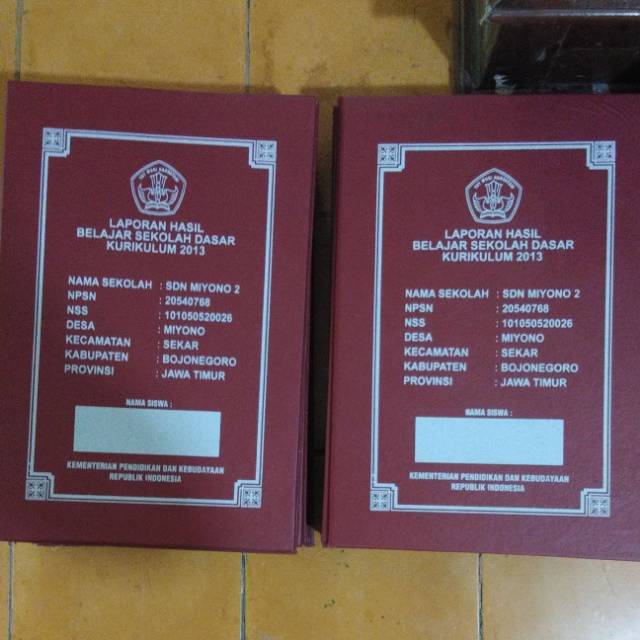 LAPORAN HASIL
BELAJAR SEKOLAH DASAR
KURIKULUM 2013
NAMA SEKOLAH : SDN MIYONO 2
NPSN : 20540768
NSS : 101050520026
DESA : MIYONO
KECAMATAN : SEKAR
KABUPATEN : BOJONEGORO
PROVINSI : JAWA TIMUR
NAMA SISWA :
KEMENTERIAN PENDIDIKAN DAN KEBUDAYAAN
REPUBLIK INDONESIA
LAPORAN HASIL
BELAJAR SEKOLAH DASAR
KURIKULUM 2013
NAMA SEKOLAH : SDN MIYONO 2
NPSN : 20540768
NSS : 101050520026
DESA : MIYONO
KECAMATAN : SEKAR
KABUPATEN : BOJONEGORO
PROVINSI : JAWA TIMUR
NAMA SISWA :
KEMENTERIAN PENDIDIKAN DAN KEBUDAYAAN
REPUBLIK INDONESIA